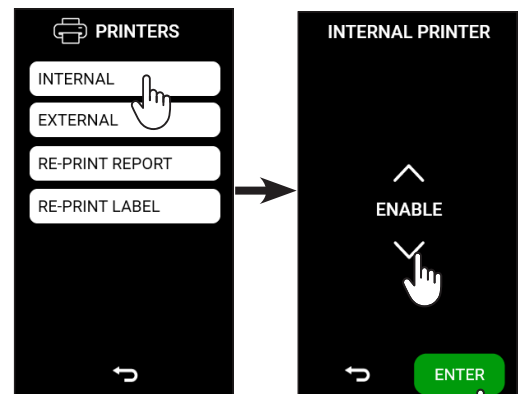 PRINTERS
INTERNAL
EXTERNAL
RE-PRINT REPORT
RE-PRINT LABEL
INTERNAL PRINTER
ENABLE
ENTER